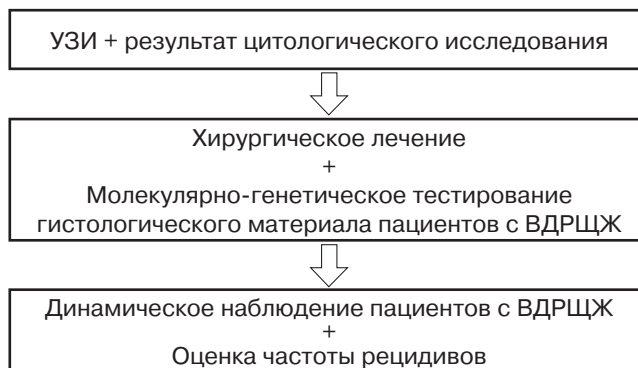 УЗИ + результат цитологического исследования
Хирургическое лечение
+
Молекулярно-генетическое тестирование
гистологического материала пациентов с ВДРЩЖ
Динамическое наблюдение пациентов с ВДРЩЖ
+
Оценка частоты рецидивов